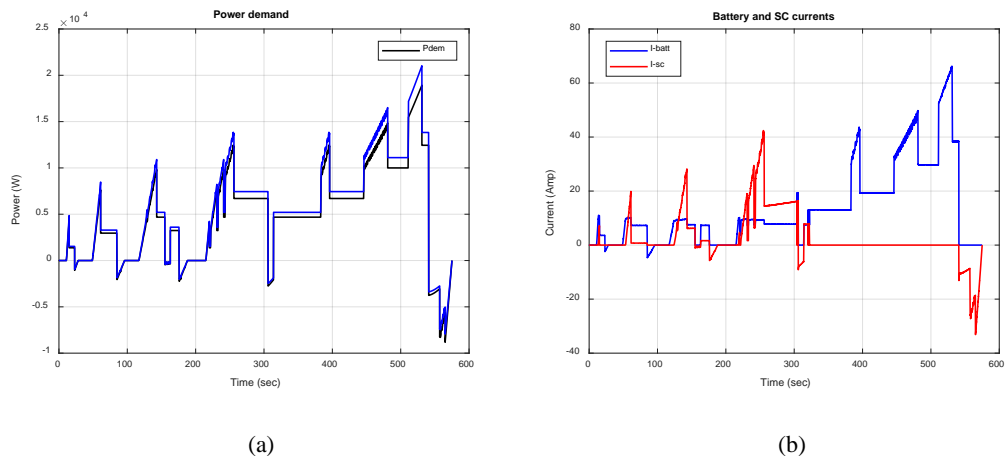 Power demand
× 10 4
2.5
2
1.5
1
0.5
0
-0.5
-1
Power (W)
Pdem
0 100 200 300 400 500 600
Time (sec)
(a)
Battery and SC currents
80
60
40
20
0
-20
-40
Current (Amp)
I-batt
I-sc
0 100 200 300 400 500 600
Time (sec)
(b)